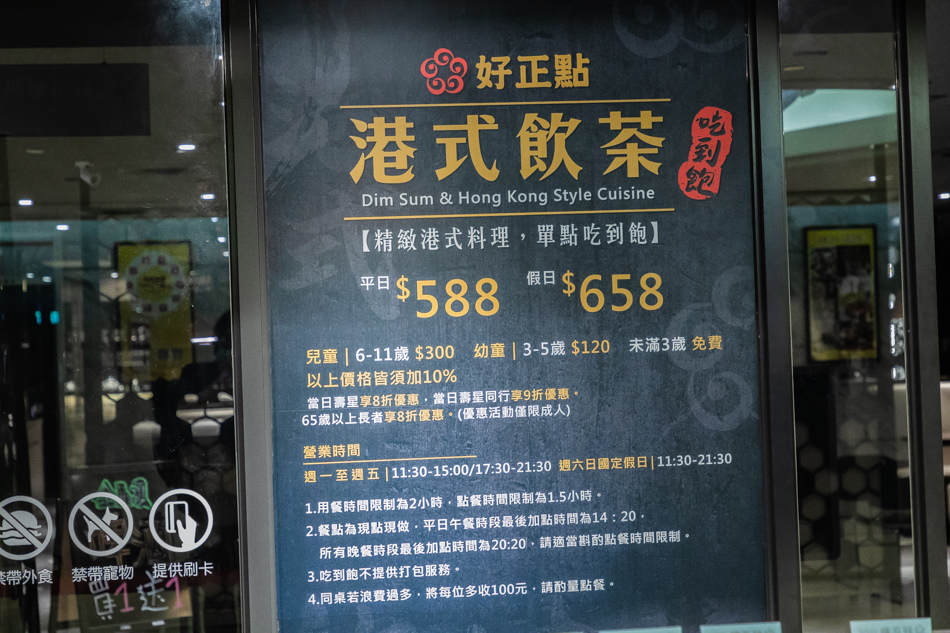 好正點
港式飲茶
吃到飽
Dim Sum & Hong Kong Style Cuisine
【精緻港式料理，單點吃到飽】
平日 $588 假日 $658
兒童 | 6-11歲 $300 幼童 | 3-5歲 $120 未滿3歲 免費
以上價格皆須加10%
當日壽星享8折優惠，當日壽星同行享9折優惠。
65歲以上長者享8折優惠。(優惠活動僅限成人)
營業時間
週一至週五 | 11:30-15:00/17:30-21:30 週六日國定假日 | 11:30-21:30
1.用餐時間限制為2小時，點餐時間限制為1.5小時。
2.餐點為現點現做，平日午餐時段最後加點時間為14：20，
所有晚餐時段最後加點時間為20:20，請適當斟酌點餐時間限制。
3.吃到飽不提供打包服務。
4.同桌若浪費過多，將每位多收100元，請酌量點餐。
禁帶外食 禁帶寵物 提供刷卡
買1送1